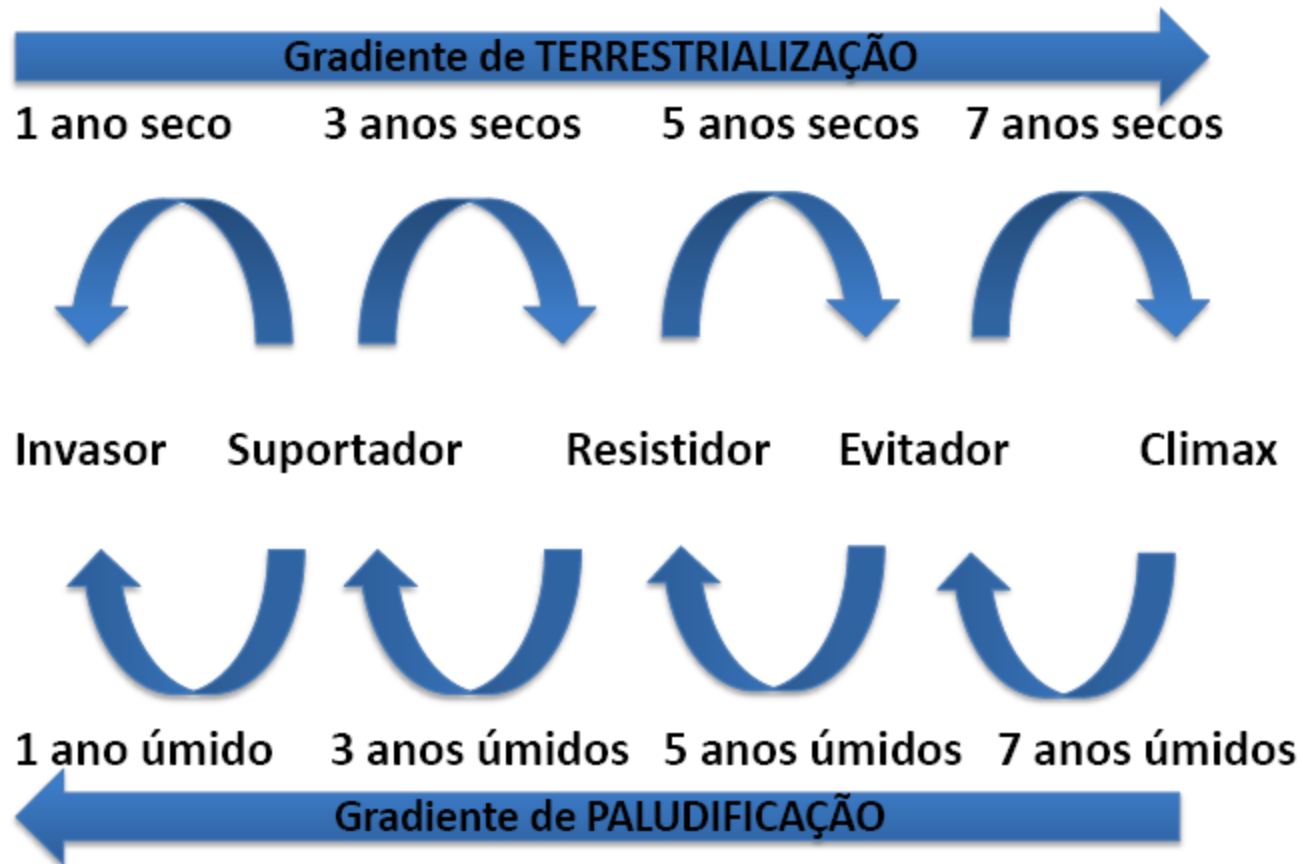 Gradiente de TERRESTRIALIZAÇÃO
1 ano seco 3 anos secos 5 anos secos 7 anos secos
Invasor Suportador Resistidor Evitador Climax
1 ano úmido 3 anos úmidos 5 anos úmidos 7 anos úmidos
Gradiente de PALUDIFICAÇÃO